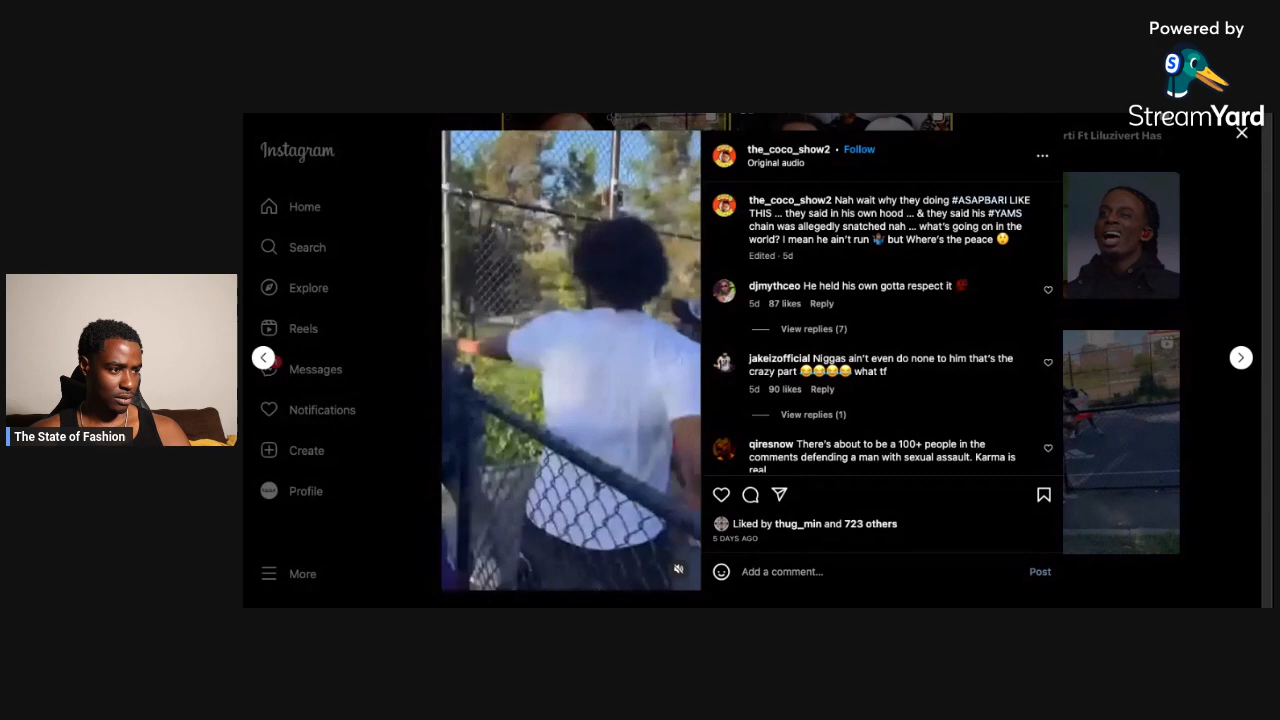 Powered by
S
StreamYard
Instagram
Home
Search
Explore
Reels
Messages
Notifications
Create
Profile
More
The State of Fashion
the_coco_show2 • Follow
Original audio
the_coco_show2 Nah wait why they doing #ASAPBARI LIKE
THIS ... they said in his own hood ... & they said his #YAMS
chain was allegedly snatched nah ... what's going on in the
world? I mean he ain't run 🤷🏾‍♂️ but Where's the peace 😗
Edited · 5d
djmythceo He held his own gotta respect it 💯
5d 87 likes Reply
View replies (7)
jakeizofficial Niggas ain't even do none to him that's the
crazy part 😂😂😂😂 what tf
5d 90 likes Reply
View replies (1)
qiresnow There's about to be a 100+ people in the
comments defending a man with sexual assault. Karma is
real
Liked by thug_min and 723 others
5 DAYS AGO
Add a comment...
Post
rti Ft Liluzivert Has